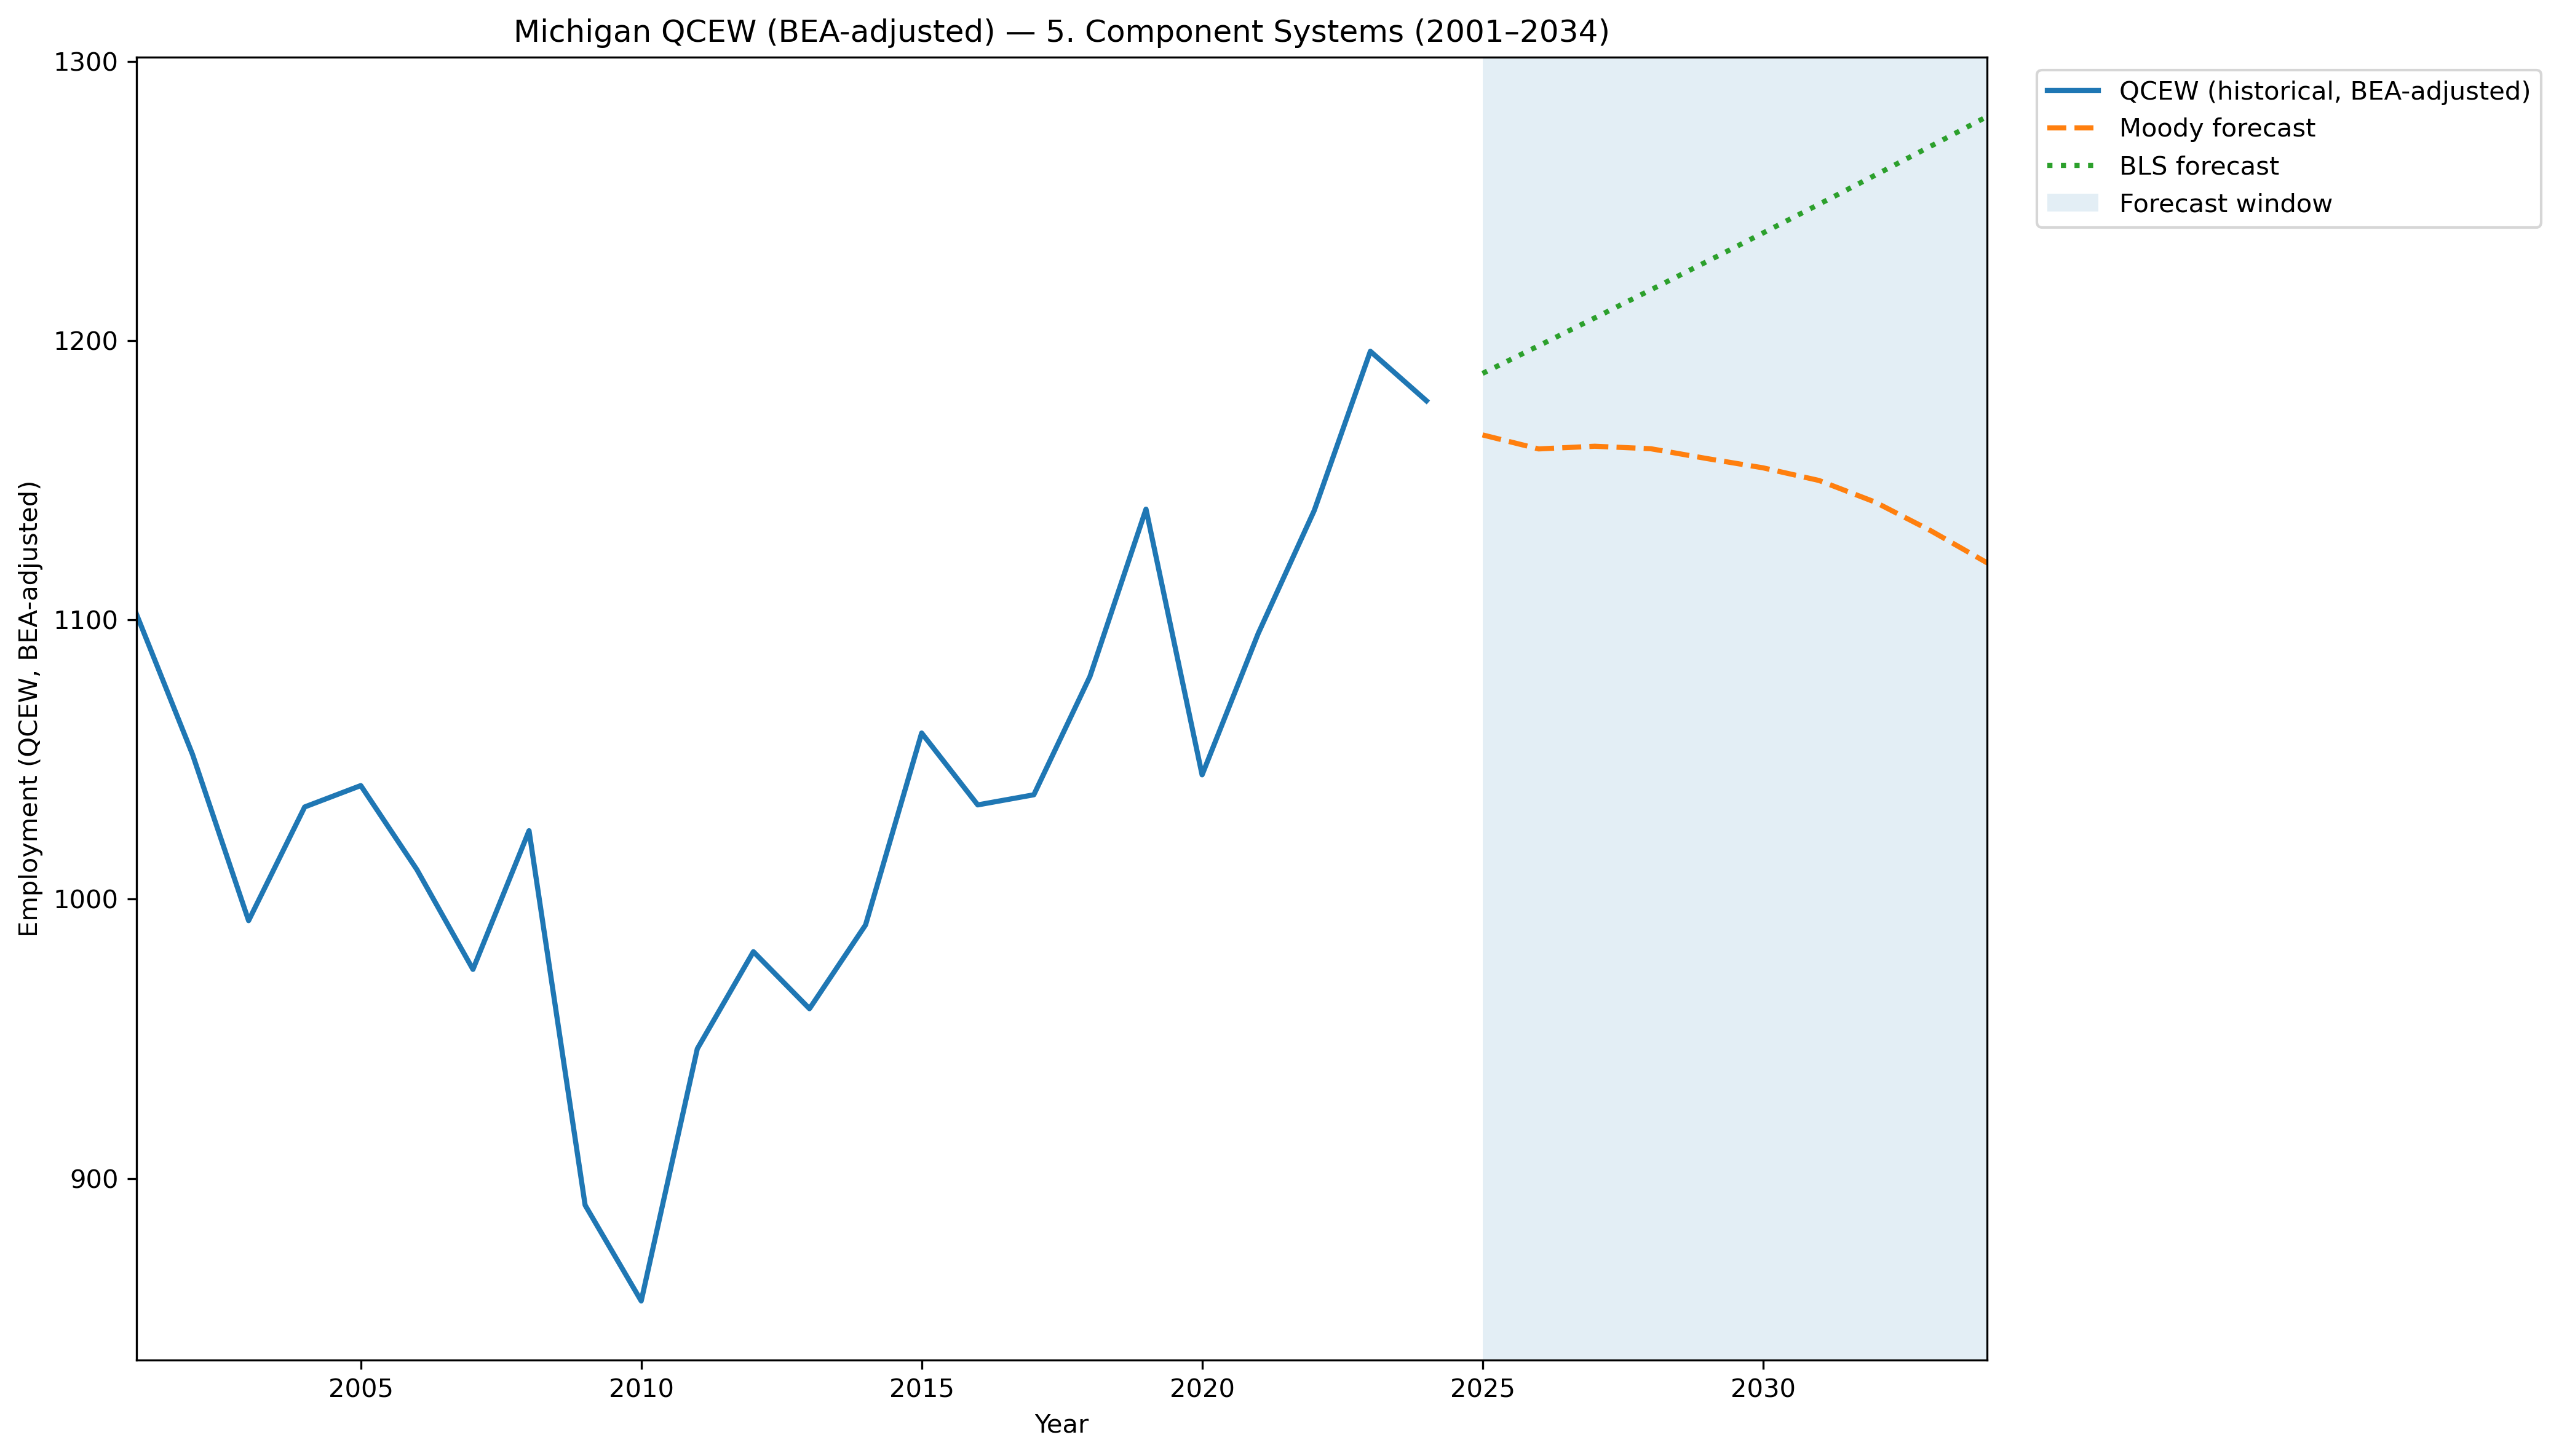 Michigan QCEW (BEA-adjusted) — 5. Component Systems (2001–2034)
1300
1200
1100
1000
900
Employment (QCEW, BEA-adjusted)
2005
2010
2015
2020
2025
2030
Year
QCEW (historical, BEA-adjusted)
Moody forecast
BLS forecast
Forecast window